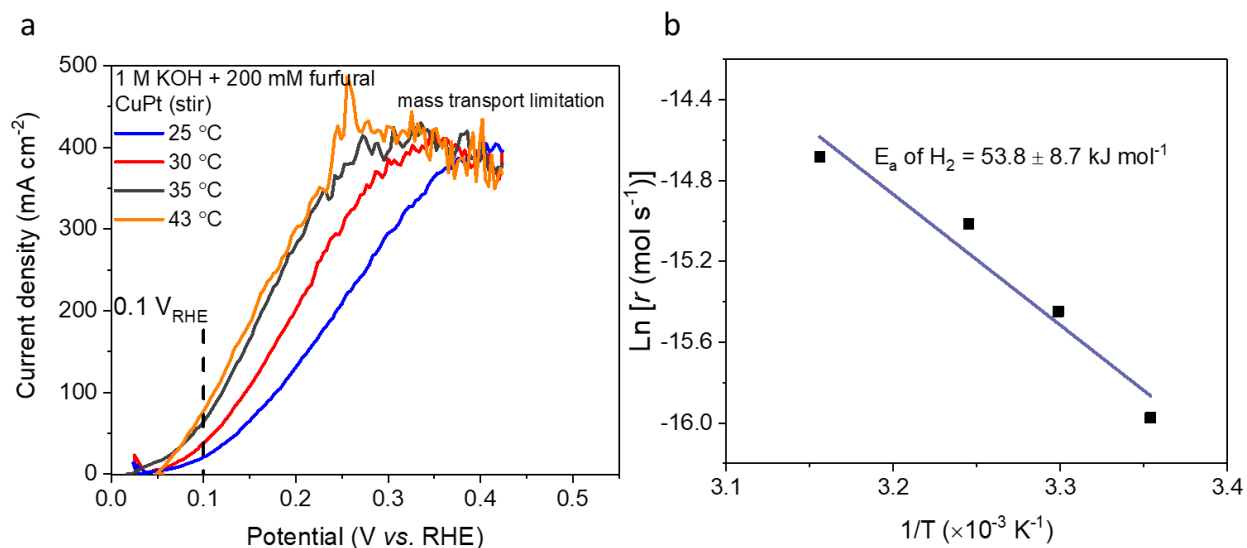 a
1 M KOH + 200 mM furfural
CuPt (stir)
25 °C
30 °C
35 °C
43 °C
mass transport limitation
0.1 V_RHE
Current density (mA cm⁻²)
500
400
300
200
100
0
0.0 0.1 0.2 0.3 0.4 0.5
Potential (V vs. RHE)
b
Eₐ of H₂ = 53.8 ± 8.7 kJ mol⁻¹
Ln [r (mol s⁻¹)]
-14.4
-14.8
-15.2
-15.6
-16.0
3.1 3.2 3.3 3.4
1/T (×10⁻³ K⁻¹)